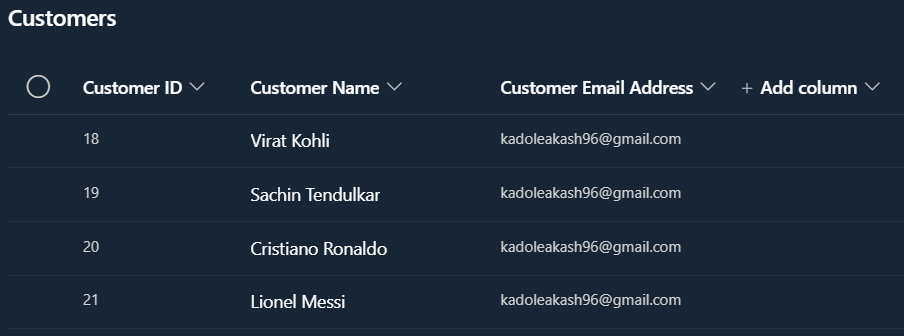 Customers
Customer ID Customer Name Customer Email Address + Add column
18 Virat Kohli kadoleakash96@gmail.com
19 Sachin Tendulkar kadoleakash96@gmail.com
20 Cristiano Ronaldo kadoleakash96@gmail.com
21 Lionel Messi kadoleakash96@gmail.com